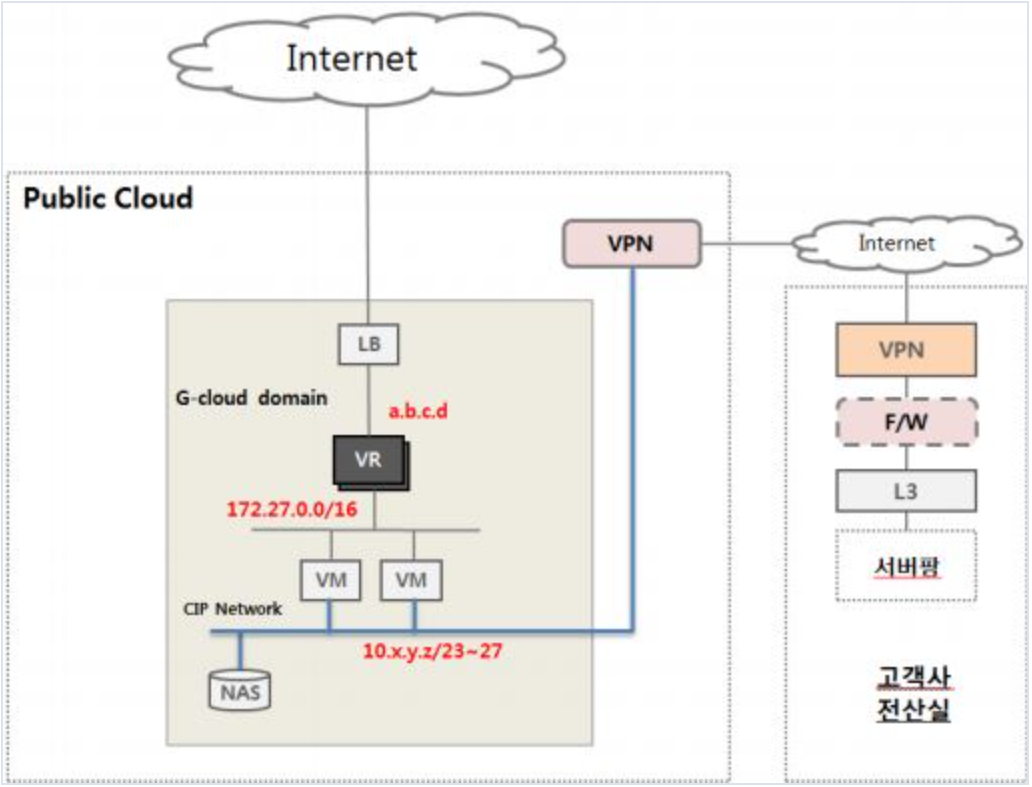 Internet
Public Cloud
VPN
Internet
LB
G-cloud domain
a.b.c.d
VR
172.27.0.0/16
VM
VM
CIP Network
10.x.y.z/23~27
NAS
VPN
F/W
L3
서버팜
고객사
전산실